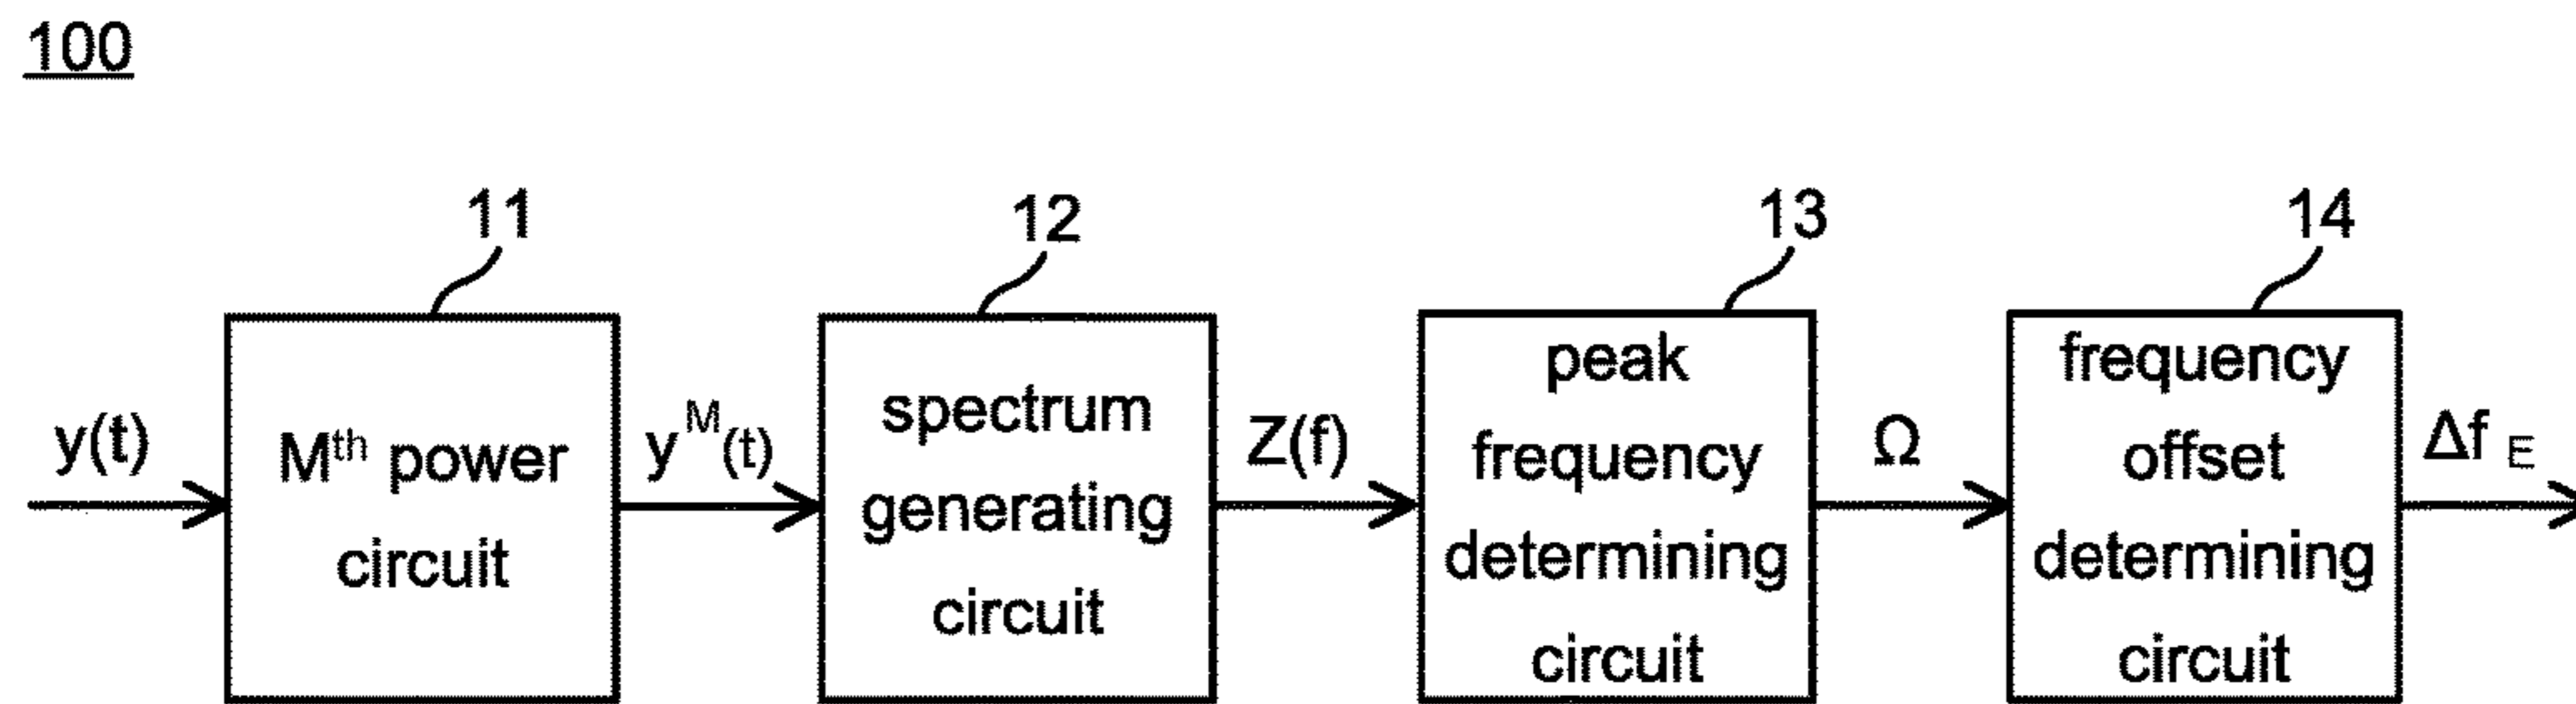 100
11
12
13
14
y(t)
Mth power
circuit
yM(t)
spectrum
generating
circuit
Z(f)
peak
frequency
determining
circuit
Ω
frequency
offset
determining
circuit
Δf E